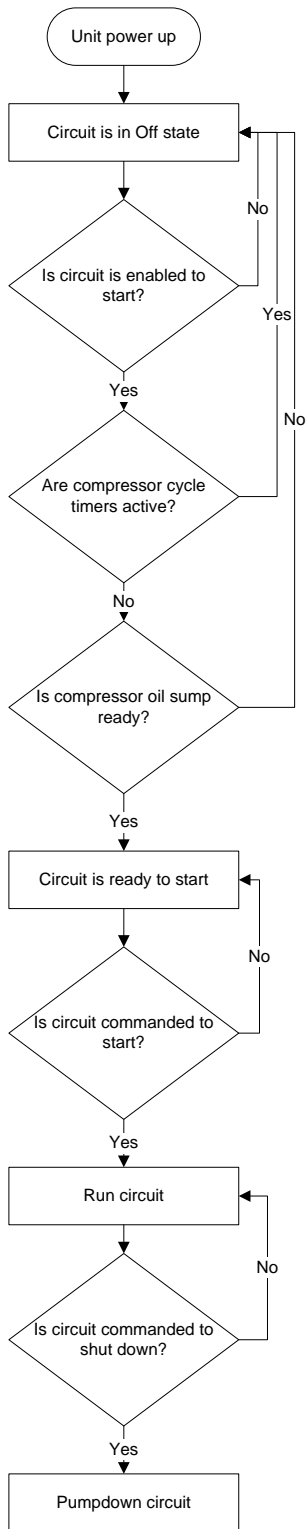 Unit power up
Circuit is in Off state
No
Is circuit is enabled to
start?
Yes
Yes
No
Are compressor cycle
timers active?
No
Is compressor oil sump
ready?
Yes
Circuit is ready to start
No
Is circuit commanded to
start?
Yes
Run circuit
No
Is circuit commanded to
shut down?
Yes
Pumpdown circuit